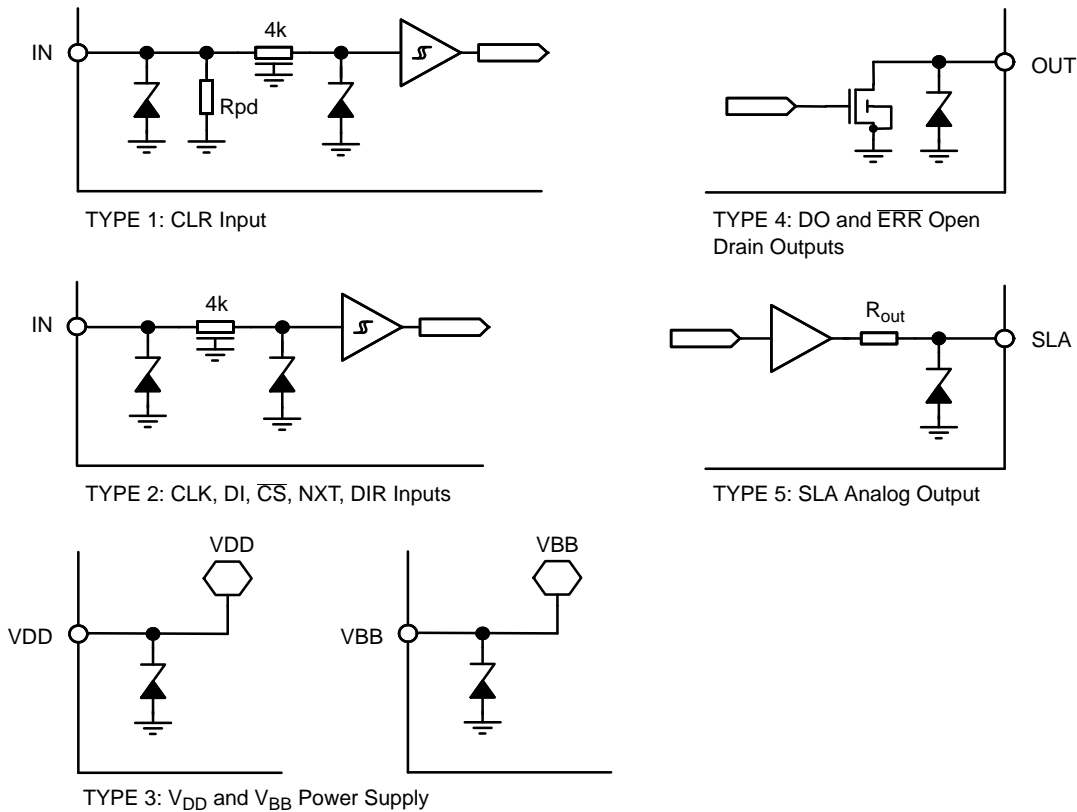 IN
4k
Rpd
TYPE 1: CLR Input
OUT
TYPE 4: DO and E̅R̅R̅ Open
Drain Outputs
IN
4k
TYPE 2: CLK, DI, C̅S̅, NXT, DIR Inputs
Rout
SLA
TYPE 5: SLA Analog Output
VDD
VDD
VBB
VBB
TYPE 3: VDD and VBB Power Supply